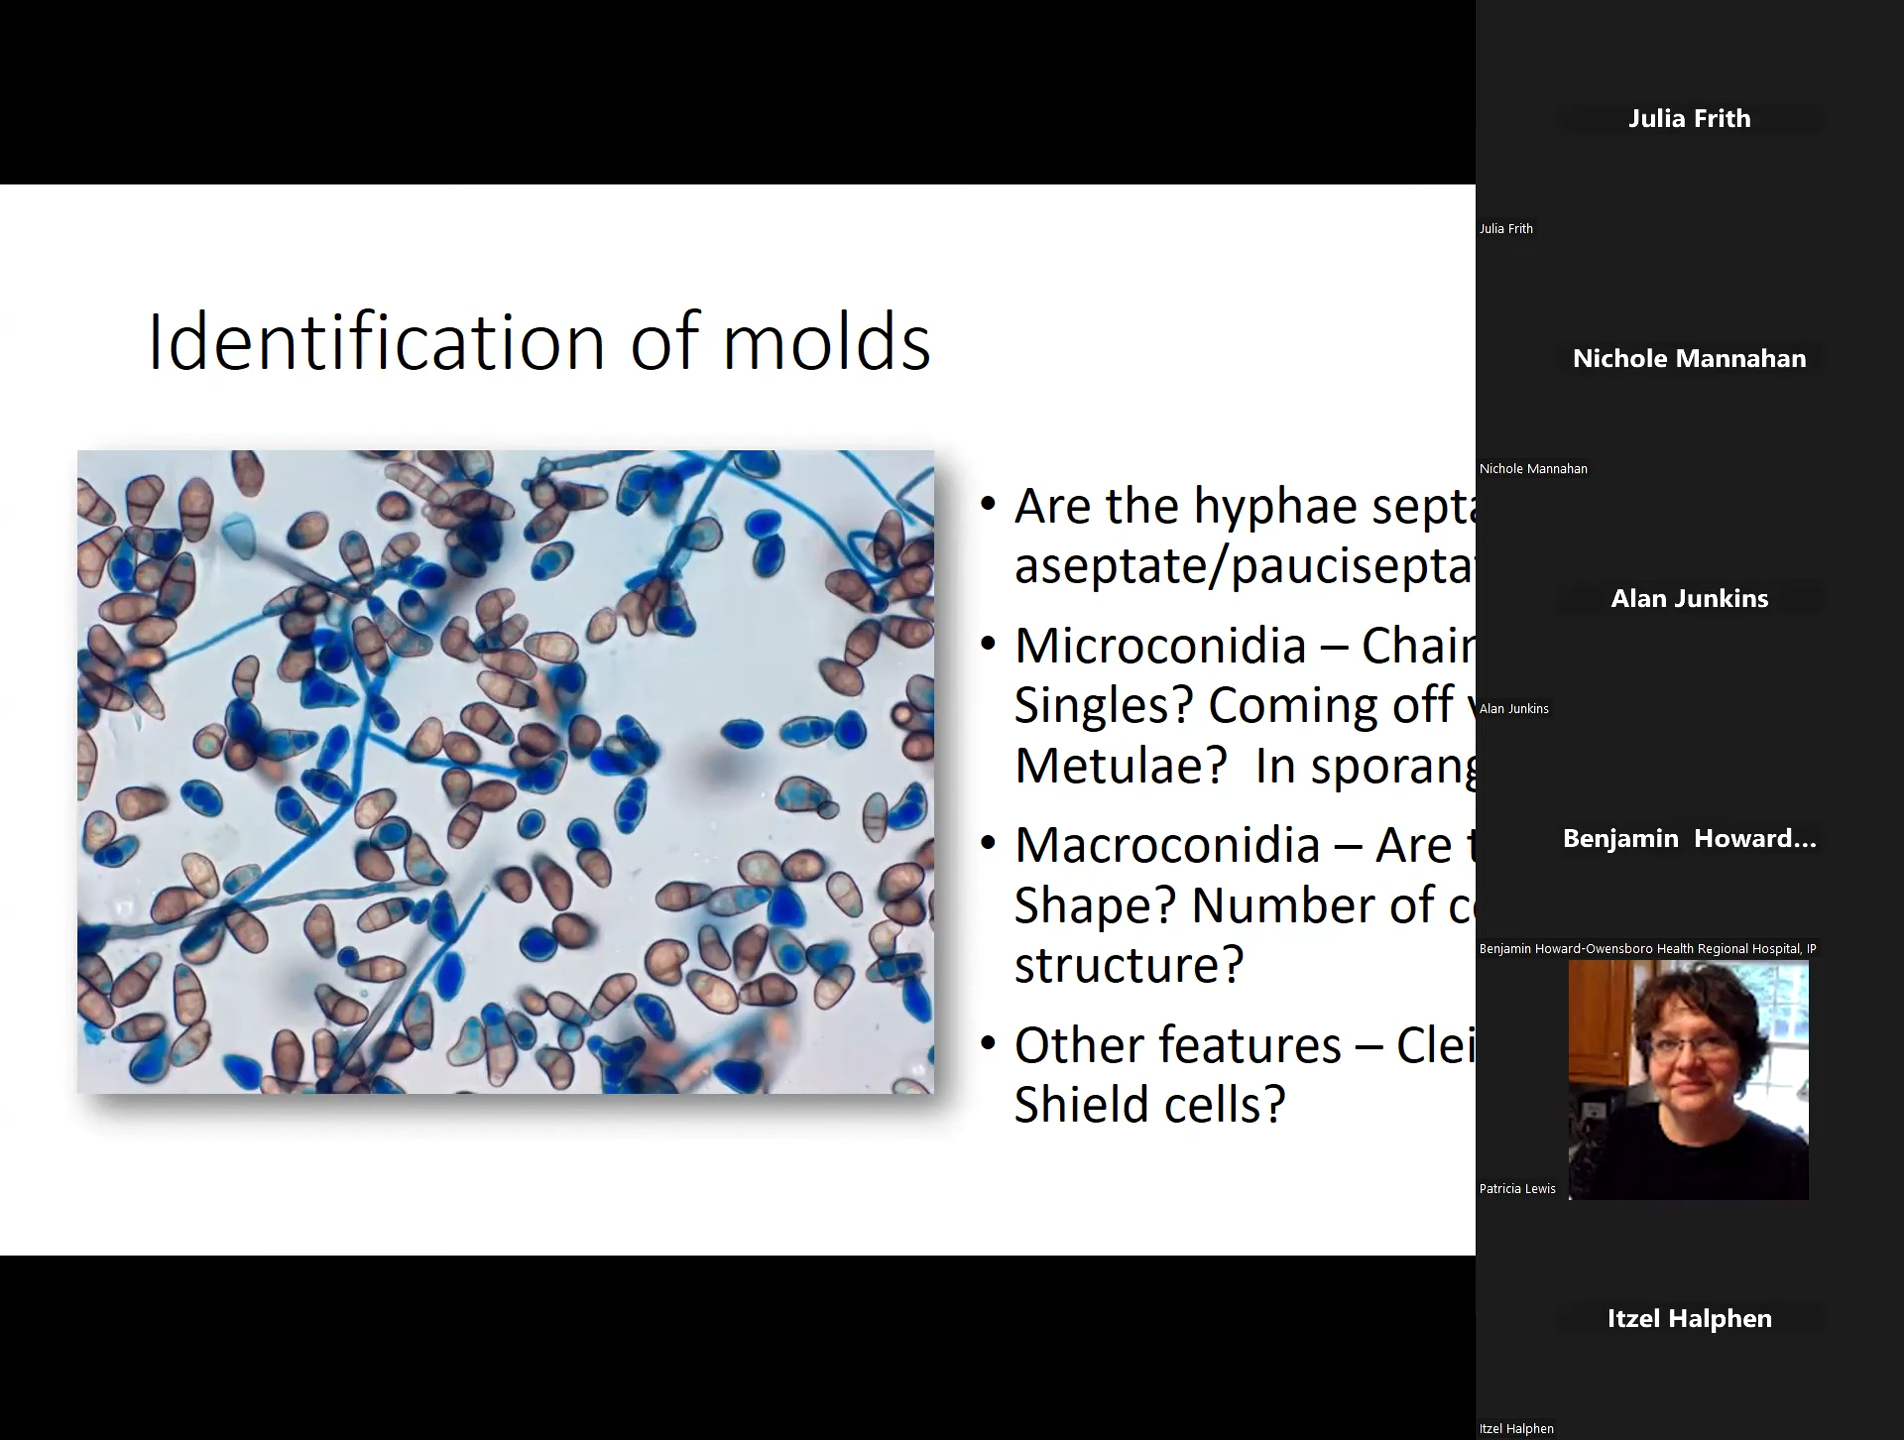 Identification of molds
• Are the hyphae septa
aseptate/pauciseptat
• Microconidia – Chain
Singles? Coming off v
Metulae? In sporang
• Macroconidia – Are t
Shape? Number of ce
structure?
• Other features – Clei
Shield cells?
Julia Frith
Julia Frith
Nichole Mannahan
Nichole Mannahan
Alan Junkins
Alan Junkins
Benjamin Howard...
Benjamin Howard-Owensboro Health Regional Hospital, IP
Patricia Lewis
Itzel Halphen
Itzel Halphen